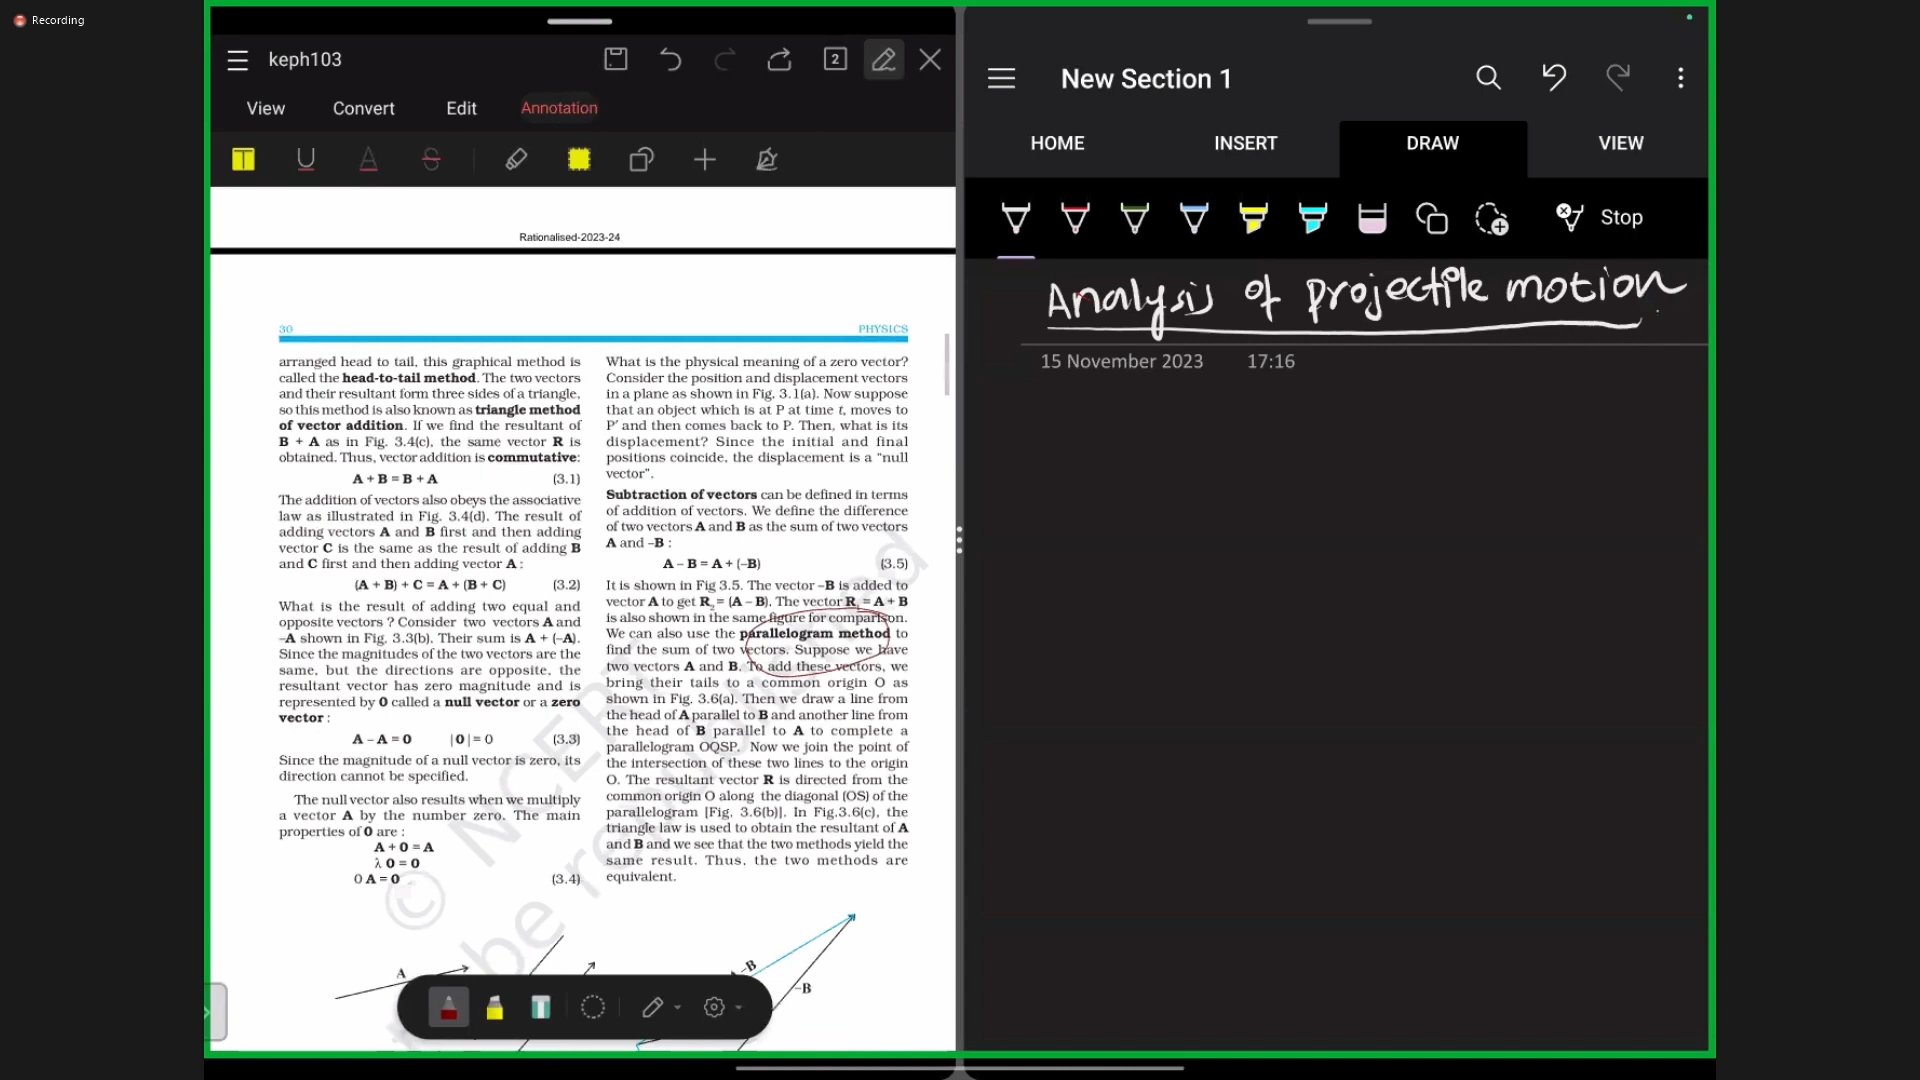 Recording
keph103
2
View Convert Edit Annotation
T U A S
Rationalised-2023-24
30 PHYSICS
arranged head to tail, this graphical method is
called the head-to-tail method. The two vectors
and their resultant form three sides of a triangle,
so this method is also known as triangle method
of vector addition. If we find the resultant of
B + A as in Fig. 3.4(c), the same vector R is
obtained. Thus, vector addition is commutative:
A + B = B + A (3.1)
The addition of vectors also obeys the associative
law as illustrated in Fig. 3.4(d). The result of
adding vectors A and B first and then adding
vector C is the same as the result of adding B
and C first and then adding vector A :
(A + B) + C = A + (B + C) (3.2)
What is the result of adding two equal and
opposite vectors ? Consider two vectors A and
–A shown in Fig. 3.3(b). Their sum is A + (–A).
Since the magnitudes of the two vectors are the
same, but the directions are opposite, the
resultant vector has zero magnitude and is
represented by 0 called a null vector or a zero
vector :
A – A = 0 |0| = 0 (3.3)
Since the magnitude of a null vector is zero, its
direction cannot be specified.
The null vector also results when we multiply
a vector A by the number zero. The main
properties of 0 are :
A + 0 = A
λ 0 = 0
0 A = 0 (3.4)
What is the physical meaning of a zero vector?
Consider the position and displacement vectors
in a plane as shown in Fig. 3.1(a). Now suppose
that an object which is at P at time t, moves to
P′ and then comes back to P. Then, what is its
displacement? Since the initial and final
positions coincide, the displacement is a “null
vector”.
Subtraction of vectors can be defined in terms
of addition of vectors. We define the difference
of two vectors A and B as the sum of two vectors
A and –B :
A – B = A + (–B) (3.5)
It is shown in Fig 3.5. The vector –B is added to
vector A to get R₂ = (A – B). The vector R₁ = A + B
is also shown in the same figure for comparison.
We can also use the parallelogram method to
find the sum of two vectors. Suppose we have
two vectors A and B. To add these vectors, we
bring their tails to a common origin O as
shown in Fig. 3.6(a). Then we draw a line from
the head of A parallel to B and another line from
the head of B parallel to A to complete a
parallelogram OQSP. Now we join the point of
the intersection of these two lines to the origin
O. The resultant vector R is directed from the
common origin O along the diagonal (OS) of the
parallelogram [Fig. 3.6(b)]. In Fig.3.6(c), the
triangle law is used to obtain the resultant of A
and B and we see that the two methods yield the
same result. Thus, the two methods are
equivalent.
© NCERT
be republished
A
–B
–B
New Section 1
HOME INSERT DRAW VIEW
Stop
Analysis of projectile motion
15 November 2023 17:16